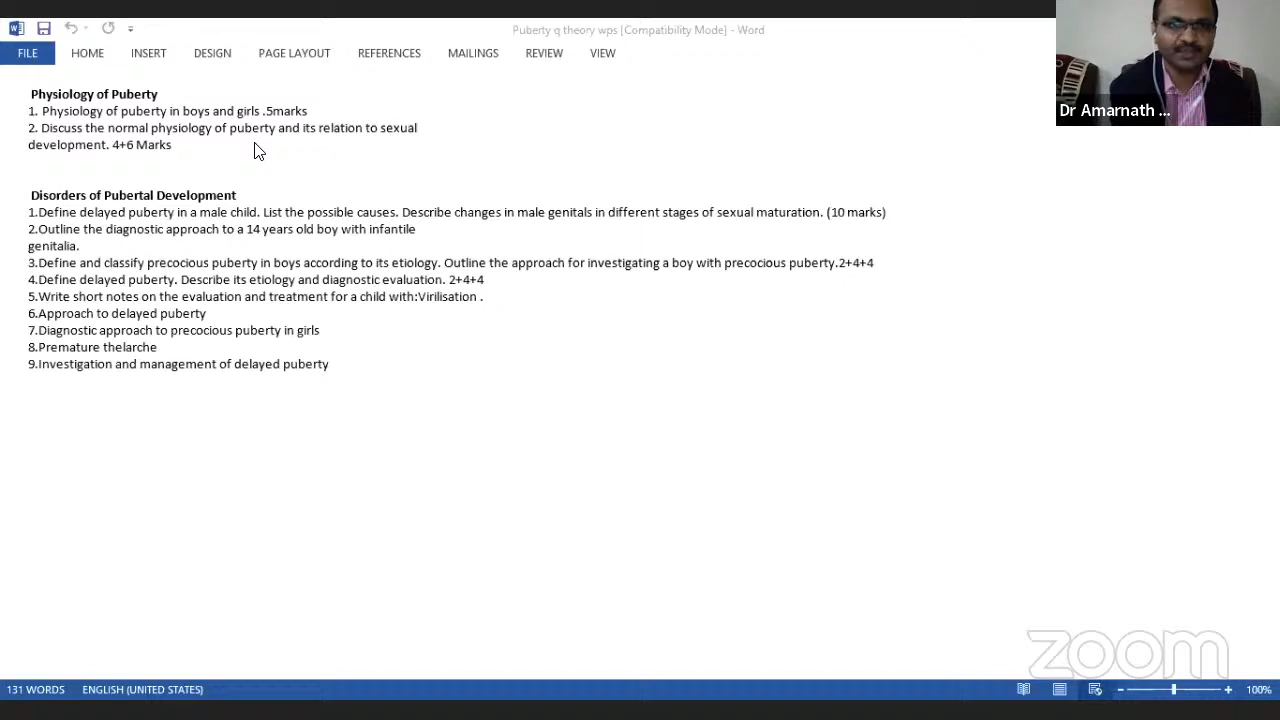 Puberty q theory wps [Compatibility Mode] - Word
FILE HOME INSERT DESIGN PAGE LAYOUT REFERENCES MAILINGS REVIEW VIEW
Dr Amarnath ...
Physiology of Puberty
1. Physiology of puberty in boys and girls .5marks
2. Discuss the normal physiology of puberty and its relation to sexual
development. 4+6 Marks
Disorders of Pubertal Development
1.Define delayed puberty in a male child. List the possible causes. Describe changes in male genitals in different stages of sexual maturation. (10 marks)
2.Outline the diagnostic approach to a 14 years old boy with infantile
genitalia.
3.Define and classify precocious puberty in boys according to its etiology. Outline the approach for investigating a boy with precocious puberty.2+4+4
4.Define delayed puberty. Describe its etiology and diagnostic evaluation. 2+4+4
5.Write short notes on the evaluation and treatment for a child with:Virilisation .
6.Approach to delayed puberty
7.Diagnostic approach to precocious puberty in girls
8.Premature thelarche
9.Investigation and management of delayed puberty
zoom
131 WORDS ENGLISH (UNITED STATES) 100%